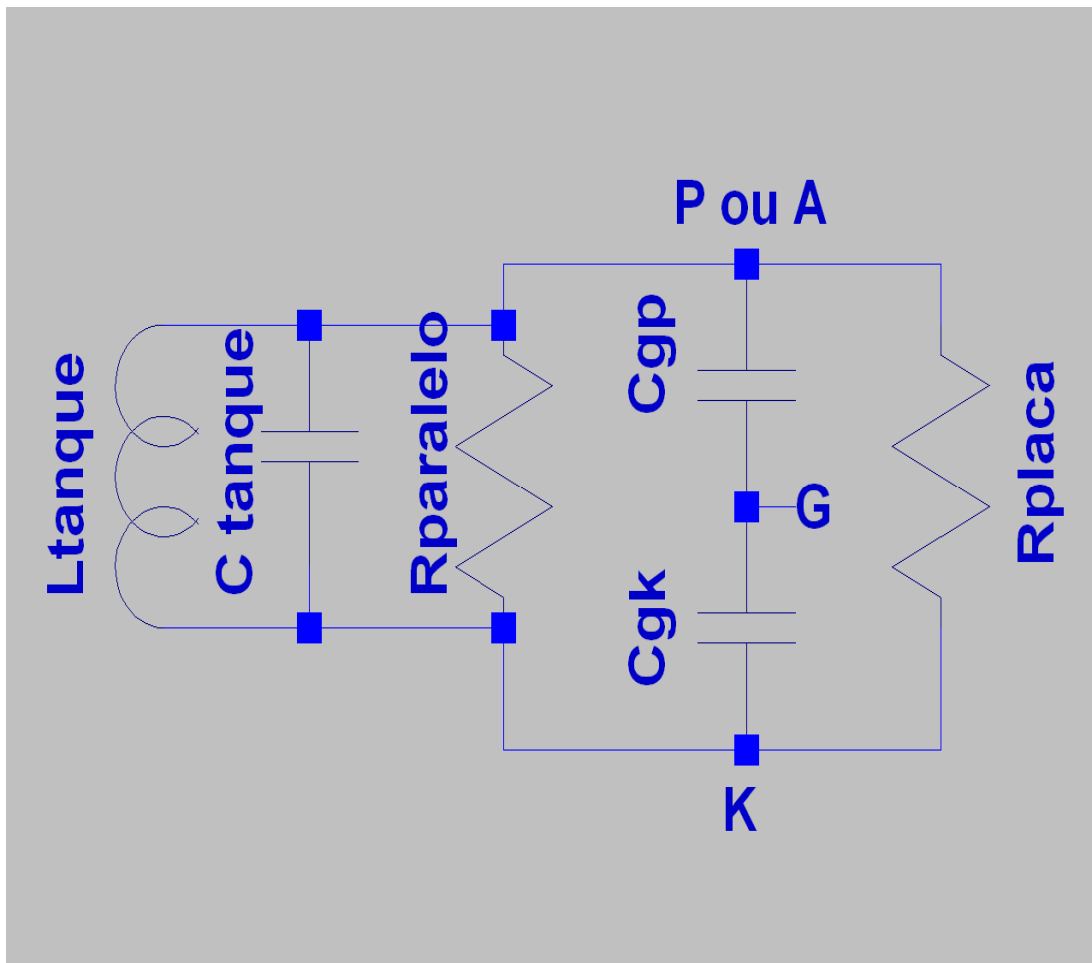 P ou A
Ltanque
C tanque
Rparalelo
Cgp
G
Cgk
Rplaca
K